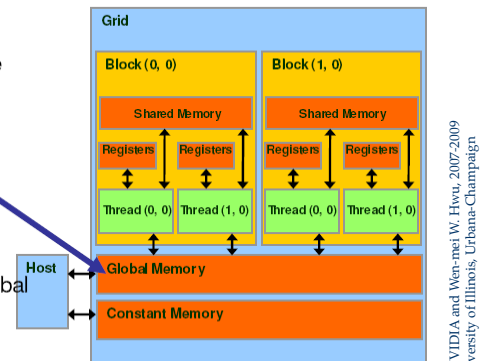 Grid
Block (0, 0)
Block (1, 0)
Shared Memory
Shared Memory
Registers
Registers
Registers
Registers
Thread (0, 0)
Thread (1, 0)
Thread (0, 0)
Thread (1, 0)
Host
Global Memory
bal
Constant Memory
VIDIA and Wen-mei W. Hwu, 2007-2009
versity of Illinois, Urbana-Champaign